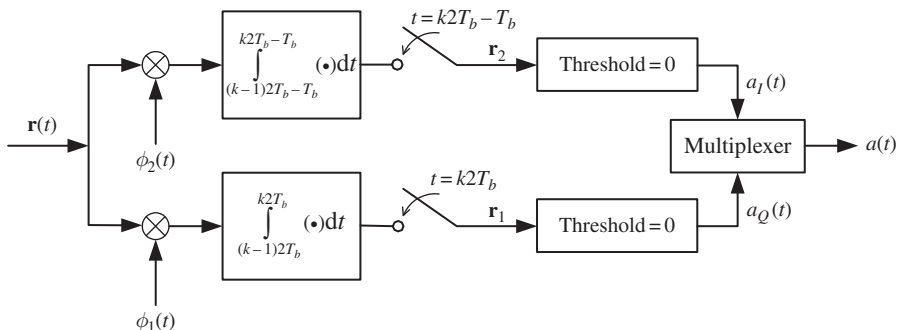 t = k2T_b − T_b
k2T_b − T_b
∫ (•)dt
(k−1)2T_b − T_b
r_2
Threshold = 0
a_I(t)
r(t)
ϕ_2(t)
Multiplexer
a(t)
t = k2T_b
k2T_b
∫ (•)dt
(k−1)2T_b
r_1
Threshold = 0
a_Q(t)
ϕ_1(t)